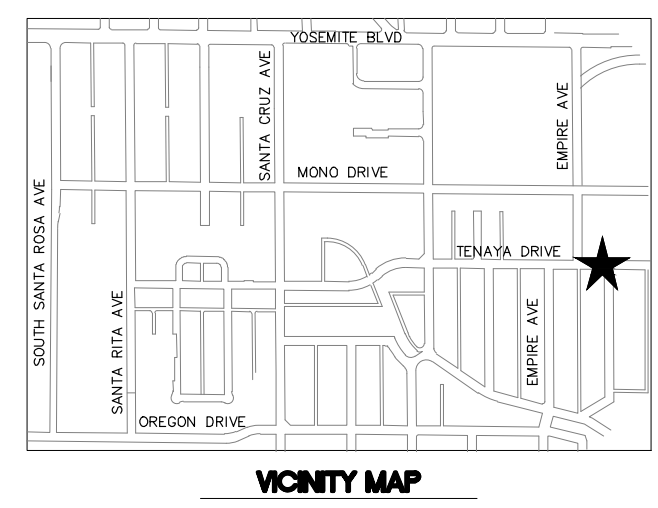 YOSEMITE BLVD
SANTA CRUZ AVE
EMPIRE AVE
MONO DRIVE
SOUTH SANTA ROSA AVE
TENAYA DRIVE
SANTA RITA AVE
EMPIRE AVE
OREGON DRIVE
VICINITY MAP